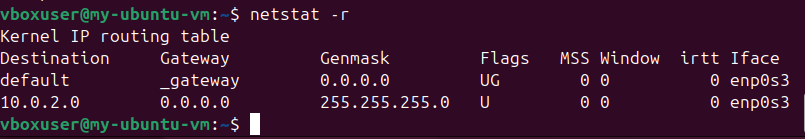 vboxuser@my-ubuntu-vm:~$ netstat -r
Kernel IP routing table
Destination     Gateway         Genmask         Flags   MSS Window  irtt Iface
default         _gateway        0.0.0.0         UG        0 0          0 enp0s3
10.0.2.0        0.0.0.0         255.255.255.0   U         0 0          0 enp0s3
vboxuser@my-ubuntu-vm:~$